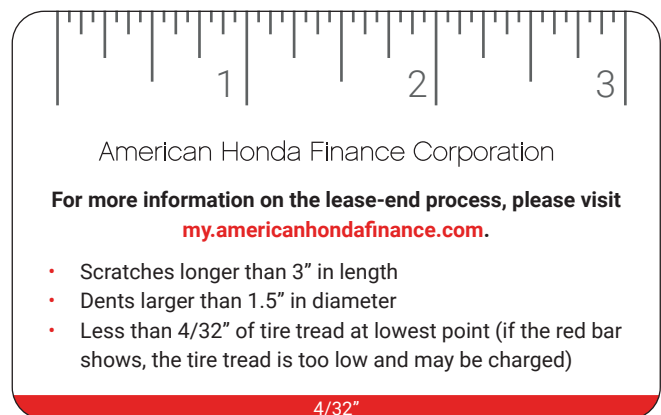 1 2 3
American Honda Finance Corporation
For more information on the lease-end process, please visit
my.americanhondafinance.com.
• Scratches longer than 3” in length
• Dents larger than 1.5” in diameter
• Less than 4/32” of tire tread at lowest point (if the red bar
shows, the tire tread is too low and may be charged)
4/32”